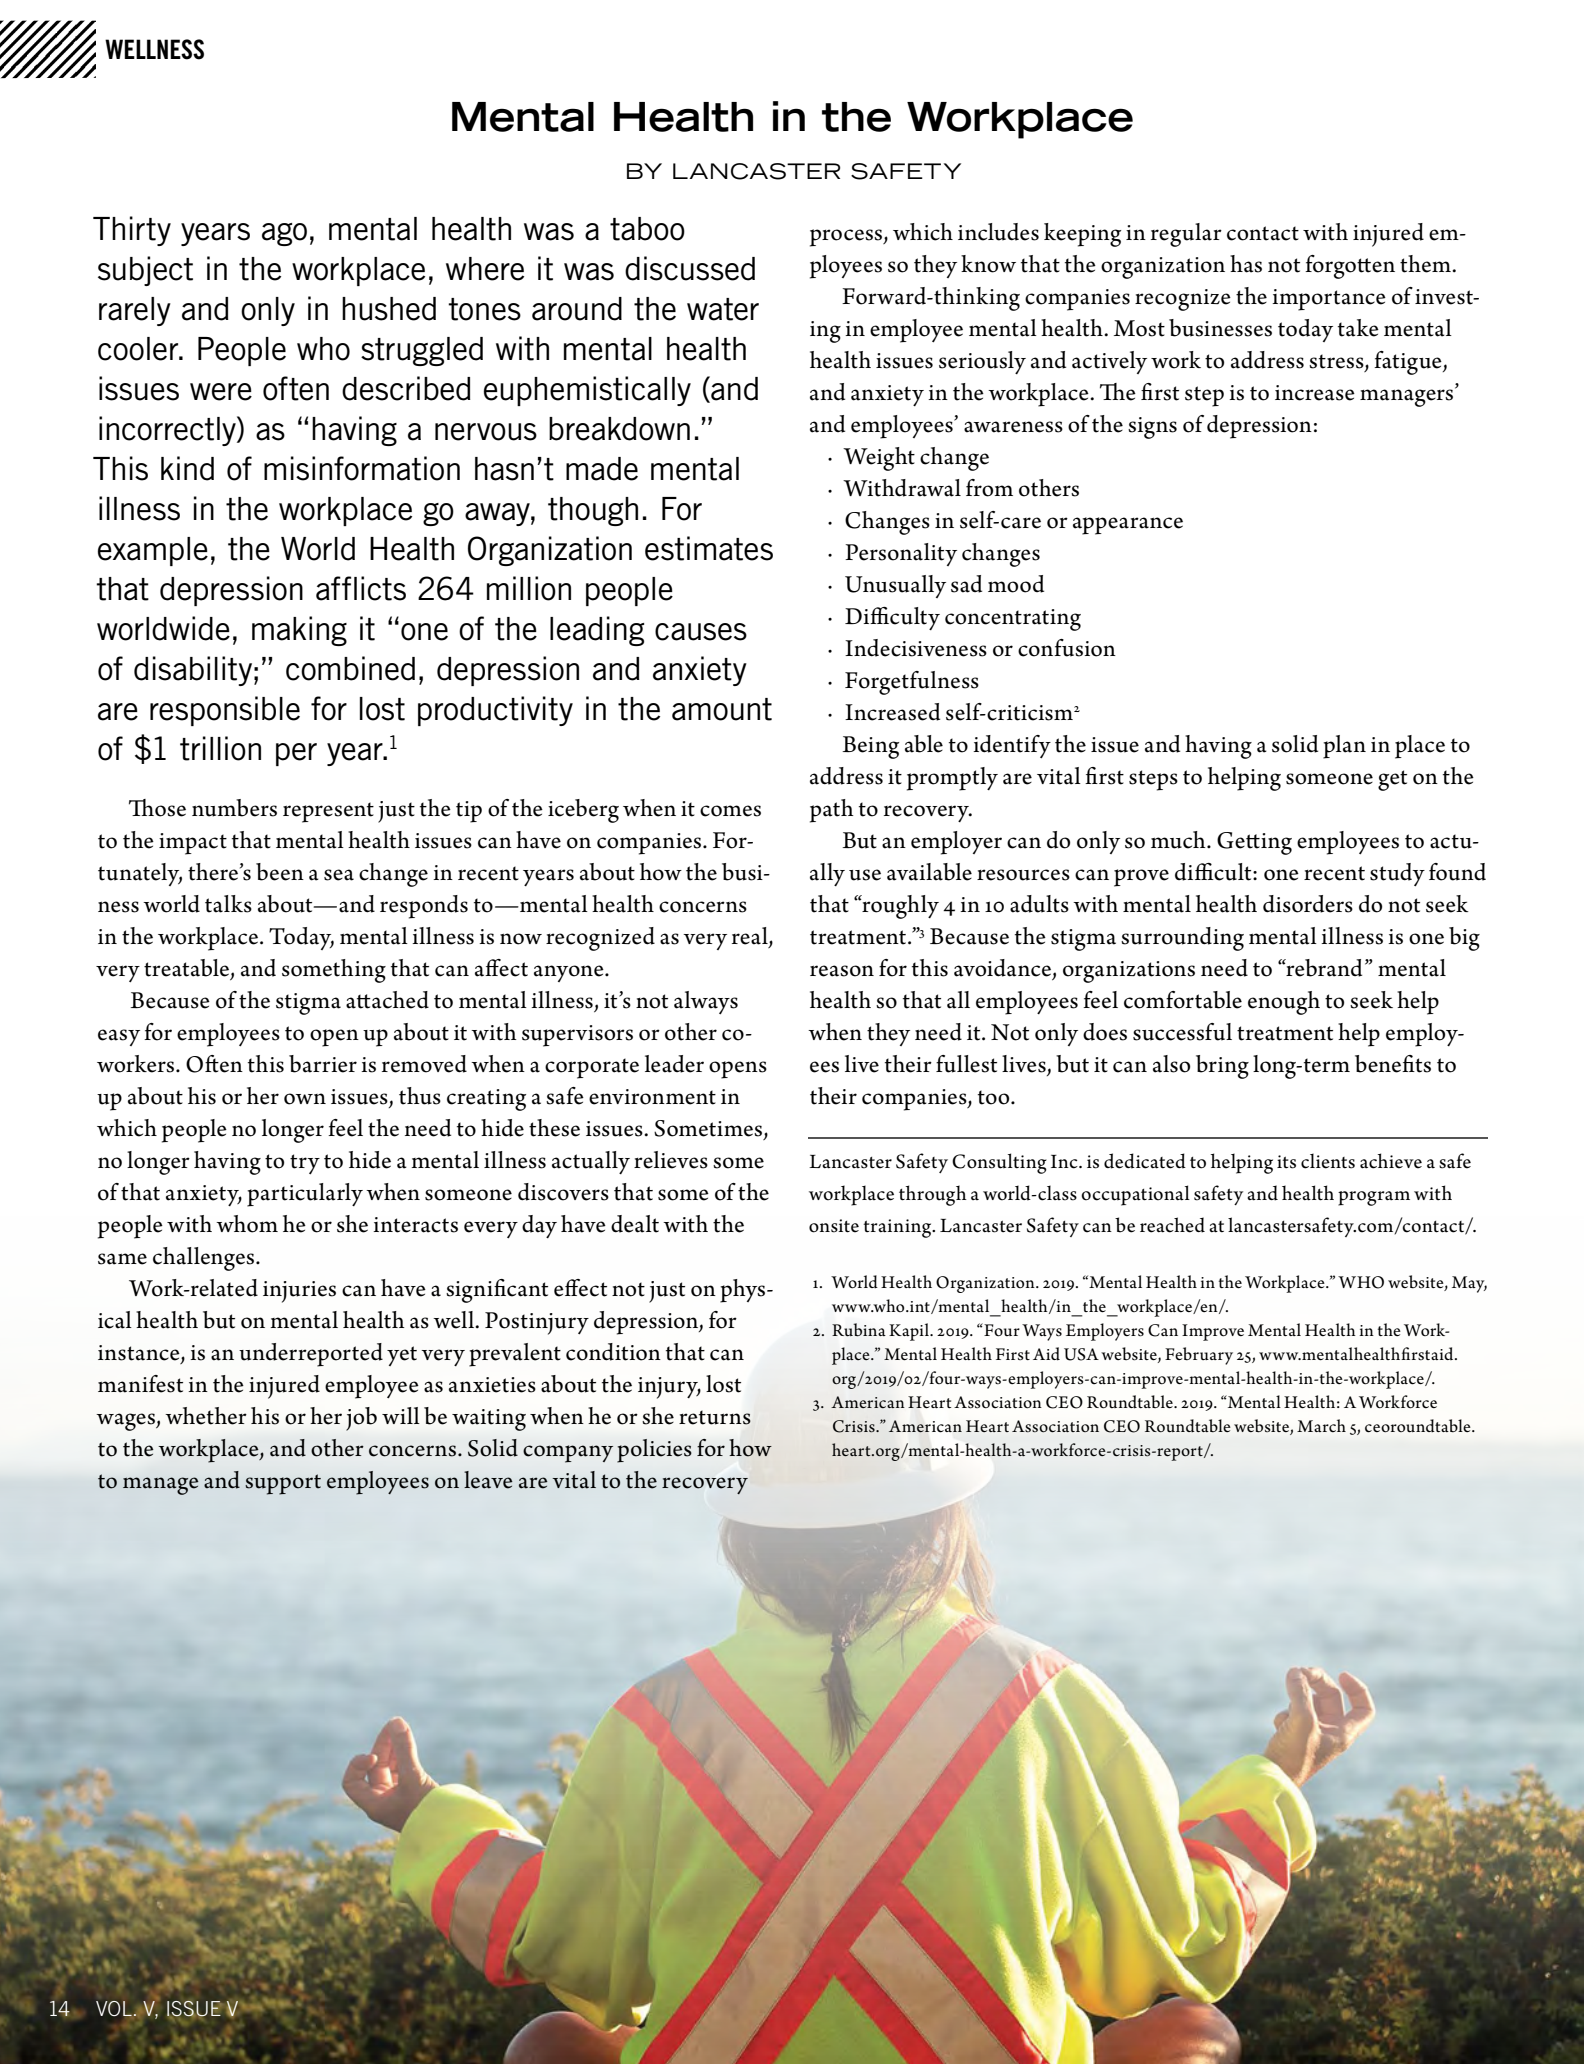 WELLNESS
Mental Health in the Workplace
BY LANCASTER SAFETY
Thirty years ago, mental health was a taboo
subject in the workplace, where it was discussed
rarely and only in hushed tones around the water
cooler. People who struggled with mental health
issues were often described euphemistically (and
incorrectly) as “having a nervous breakdown.”
This kind of misinformation hasn’t made mental
illness in the workplace go away, though. For
example, the World Health Organization estimates
that depression afflicts 264 million people
worldwide, making it “one of the leading causes
of disability;” combined, depression and anxiety
are responsible for lost productivity in the amount
of $1 trillion per year.¹
Those numbers represent just the tip of the iceberg when it comes
to the impact that mental health issues can have on companies. For-
tunately, there’s been a sea change in recent years about how the busi-
ness world talks about—and responds to—mental health concerns
in the workplace. Today, mental illness is now recognized as very real,
very treatable, and something that can affect anyone.
Because of the stigma attached to mental illness, it’s not always
easy for employees to open up about it with supervisors or other co-
workers. Often this barrier is removed when a corporate leader opens
up about his or her own issues, thus creating a safe environment in
which people no longer feel the need to hide these issues. Sometimes,
no longer having to try to hide a mental illness actually relieves some
of that anxiety, particularly when someone discovers that some of the
people with whom he or she interacts every day have dealt with the
same challenges.
Work-related injuries can have a significant effect not just on phys-
ical health but on mental health as well. Postinjury depression, for
instance, is an underreported yet very prevalent condition that can
manifest in the injured employee as anxieties about the injury, lost
wages, whether his or her job will be waiting when he or she returns
to the workplace, and other concerns. Solid company policies for how
to manage and support employees on leave are vital to the recovery
process, which includes keeping in regular contact with injured em-
ployees so they know that the organization has not forgotten them.
Forward-thinking companies recognize the importance of invest-
ing in employee mental health. Most businesses today take mental
health issues seriously and actively work to address stress, fatigue,
and anxiety in the workplace. The first step is to increase managers’
and employees’ awareness of the signs of depression:
· Weight change
· Withdrawal from others
· Changes in self-care or appearance
· Personality changes
· Unusually sad mood
· Difficulty concentrating
· Indecisiveness or confusion
· Forgetfulness
· Increased self-criticism²
Being able to identify the issue and having a solid plan in place to
address it promptly are vital first steps to helping someone get on the
path to recovery.
But an employer can do only so much. Getting employees to actu-
ally use available resources can prove difficult: one recent study found
that “roughly 4 in 10 adults with mental health disorders do not seek
treatment.”³ Because the stigma surrounding mental illness is one big
reason for this avoidance, organizations need to “rebrand” mental
health so that all employees feel comfortable enough to seek help
when they need it. Not only does successful treatment help employ-
ees live their fullest lives, but it can also bring long-term benefits to
their companies, too.
Lancaster Safety Consulting Inc. is dedicated to helping its clients achieve a safe
workplace through a world-class occupational safety and health program with
onsite training. Lancaster Safety can be reached at lancastersafety.com/contact/.
1. World Health Organization. 2019. “Mental Health in the Workplace.” WHO website, May,
www.who.int/mental_health/in_the_workplace/en/.
2. Rubina Kapil. 2019. “Four Ways Employers Can Improve Mental Health in the Work-
place.” Mental Health First Aid USA website, February 25, www.mentalhealthfirstaid.
org/2019/02/four-ways-employers-can-improve-mental-health-in-the-workplace/.
3. American Heart Association CEO Roundtable. 2019. “Mental Health: A Workforce
Crisis.” American Heart Association CEO Roundtable website, March 5, ceoroundtable.
heart.org/mental-health-a-workforce-crisis-report/.
14 VOL. V, ISSUE V